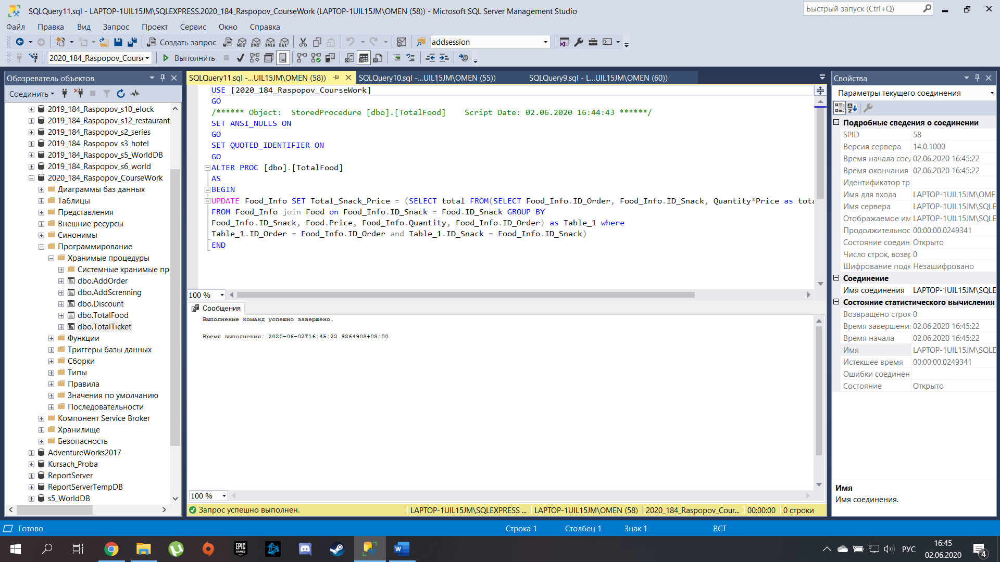 SQLQuery11.sql - LAPTOP-1UIL15JM\SQLEXPRESS.2020_184_Raspopov_CourseWork (LAPTOP-1UIL15JM\OMEN (58)) - Microsoft SQL Server Management Studio
Быстрый запуск (Ctrl+Q)
Файл Правка Вид Запрос Проект Сервис Окно Справка
Создать запрос
MDX DMX XMLA DAX
addsession
2020_184_Raspopov_Course
Выполнить
Обозреватель объектов
Соединить
2019_184_Raspopov_s10_elock
2019_184_Raspopov_s12_restaurant
2019_184_Raspopov_s2_series
2019_184_Raspopov_s3_hotel
2019_184_Raspopov_s5_WorldDB
2019_184_Raspopov_s6_world
2020_184_Raspopov_CourseWork
Диаграммы баз данных
Таблицы
Представления
Внешние ресурсы
Синонимы
Программирование
Хранимые процедуры
Системные хранимые пр
dbo.AddOrder
dbo.AddScrenning
dbo.Discount
dbo.TotalFood
dbo.TotalTicket
Функции
Триггеры базы данных
Сборки
Типы
Правила
Значения по умолчанию
Последовательности
Компонент Service Broker
Хранилище
Безопасность
AdventureWorks2017
Kursach_Proba
ReportServer
ReportServerTempDB
s5_WorldDB
SQLQuery11.sql -...UIL15JM\OMEN (58))
SQLQuery10.sql -...UIL15JM\OMEN (55))
SQLQuery9.sql - L...UIL15JM\OMEN (60))
USE [2020_184_Raspopov_CourseWork]
GO
/****** Object:  StoredProcedure [dbo].[TotalFood]    Script Date: 02.06.2020 16:44:43 ******/
SET ANSI_NULLS ON
GO
SET QUOTED_IDENTIFIER ON
GO
ALTER PROC [dbo].[TotalFood]
AS
BEGIN
UPDATE Food_Info SET Total_Snack_Price = (SELECT total FROM(SELECT Food_Info.ID_Order, Food_Info.ID_Snack, Quantity*Price as tota
FROM Food_Info join Food on Food_Info.ID_Snack = Food.ID_Snack GROUP BY
Food_Info.ID_Snack, Food.Price, Food_Info.Quantity, Food_Info.ID_Order) as Table_1 where
Table_1.ID_Order = Food_Info.ID_Order and Table_1.ID_Snack = Food_Info.ID_Snack)
END
100 %
Сообщения
Выполнение команд успешно завершено.
Время выполнения: 2020-06-02T16:45:22.9264903+03:00
100 %
Запрос успешно выполнен.
LAPTOP-1UIL15JM\SQLEXPRESS ...
LAPTOP-1UIL15JM\OMEN (58)
2020_184_Raspopov_Cour...
00:00:00
0 строки
Свойства
Параметры текущего соединения
Подробные сведения о соединении
SPID 58
Версия сервера 14.0.1000
Время начала соед 02.06.2020 16:45:22
Время окончания 02.06.2020 16:45:22
Идентификатор тр
Имя для входа LAPTOP-1UIL15JM\OME
Имя сервера LAPTOP-1UIL15JM\SQLE
Отображаемое им LAPTOP-1UIL15JM\SQLE
Продолжительнос 00:00:00.0249341
Состояние соедин Открыто
Число строк, возвр 0
Шифрование подк Незашифровано
Соединение
Имя соединения LAPTOP-1UIL15JM\SQLE
Состояние статистического вычисления
Возвращено строк 0
Время завершени 02.06.2020 16:45:22
Время начала 02.06.2020 16:45:22
Имя LAPTOP-1UIL15JM\SQLE
Истекшее время 00:00:00.0249341
Ошибки соединен
Состояние Открыто
Имя
Имя соединения.
Готово
Строка 1
Столбец 1
Знак 1
ВСТ
EPIC GAMES
РУС
16:45
02.06.2020
4